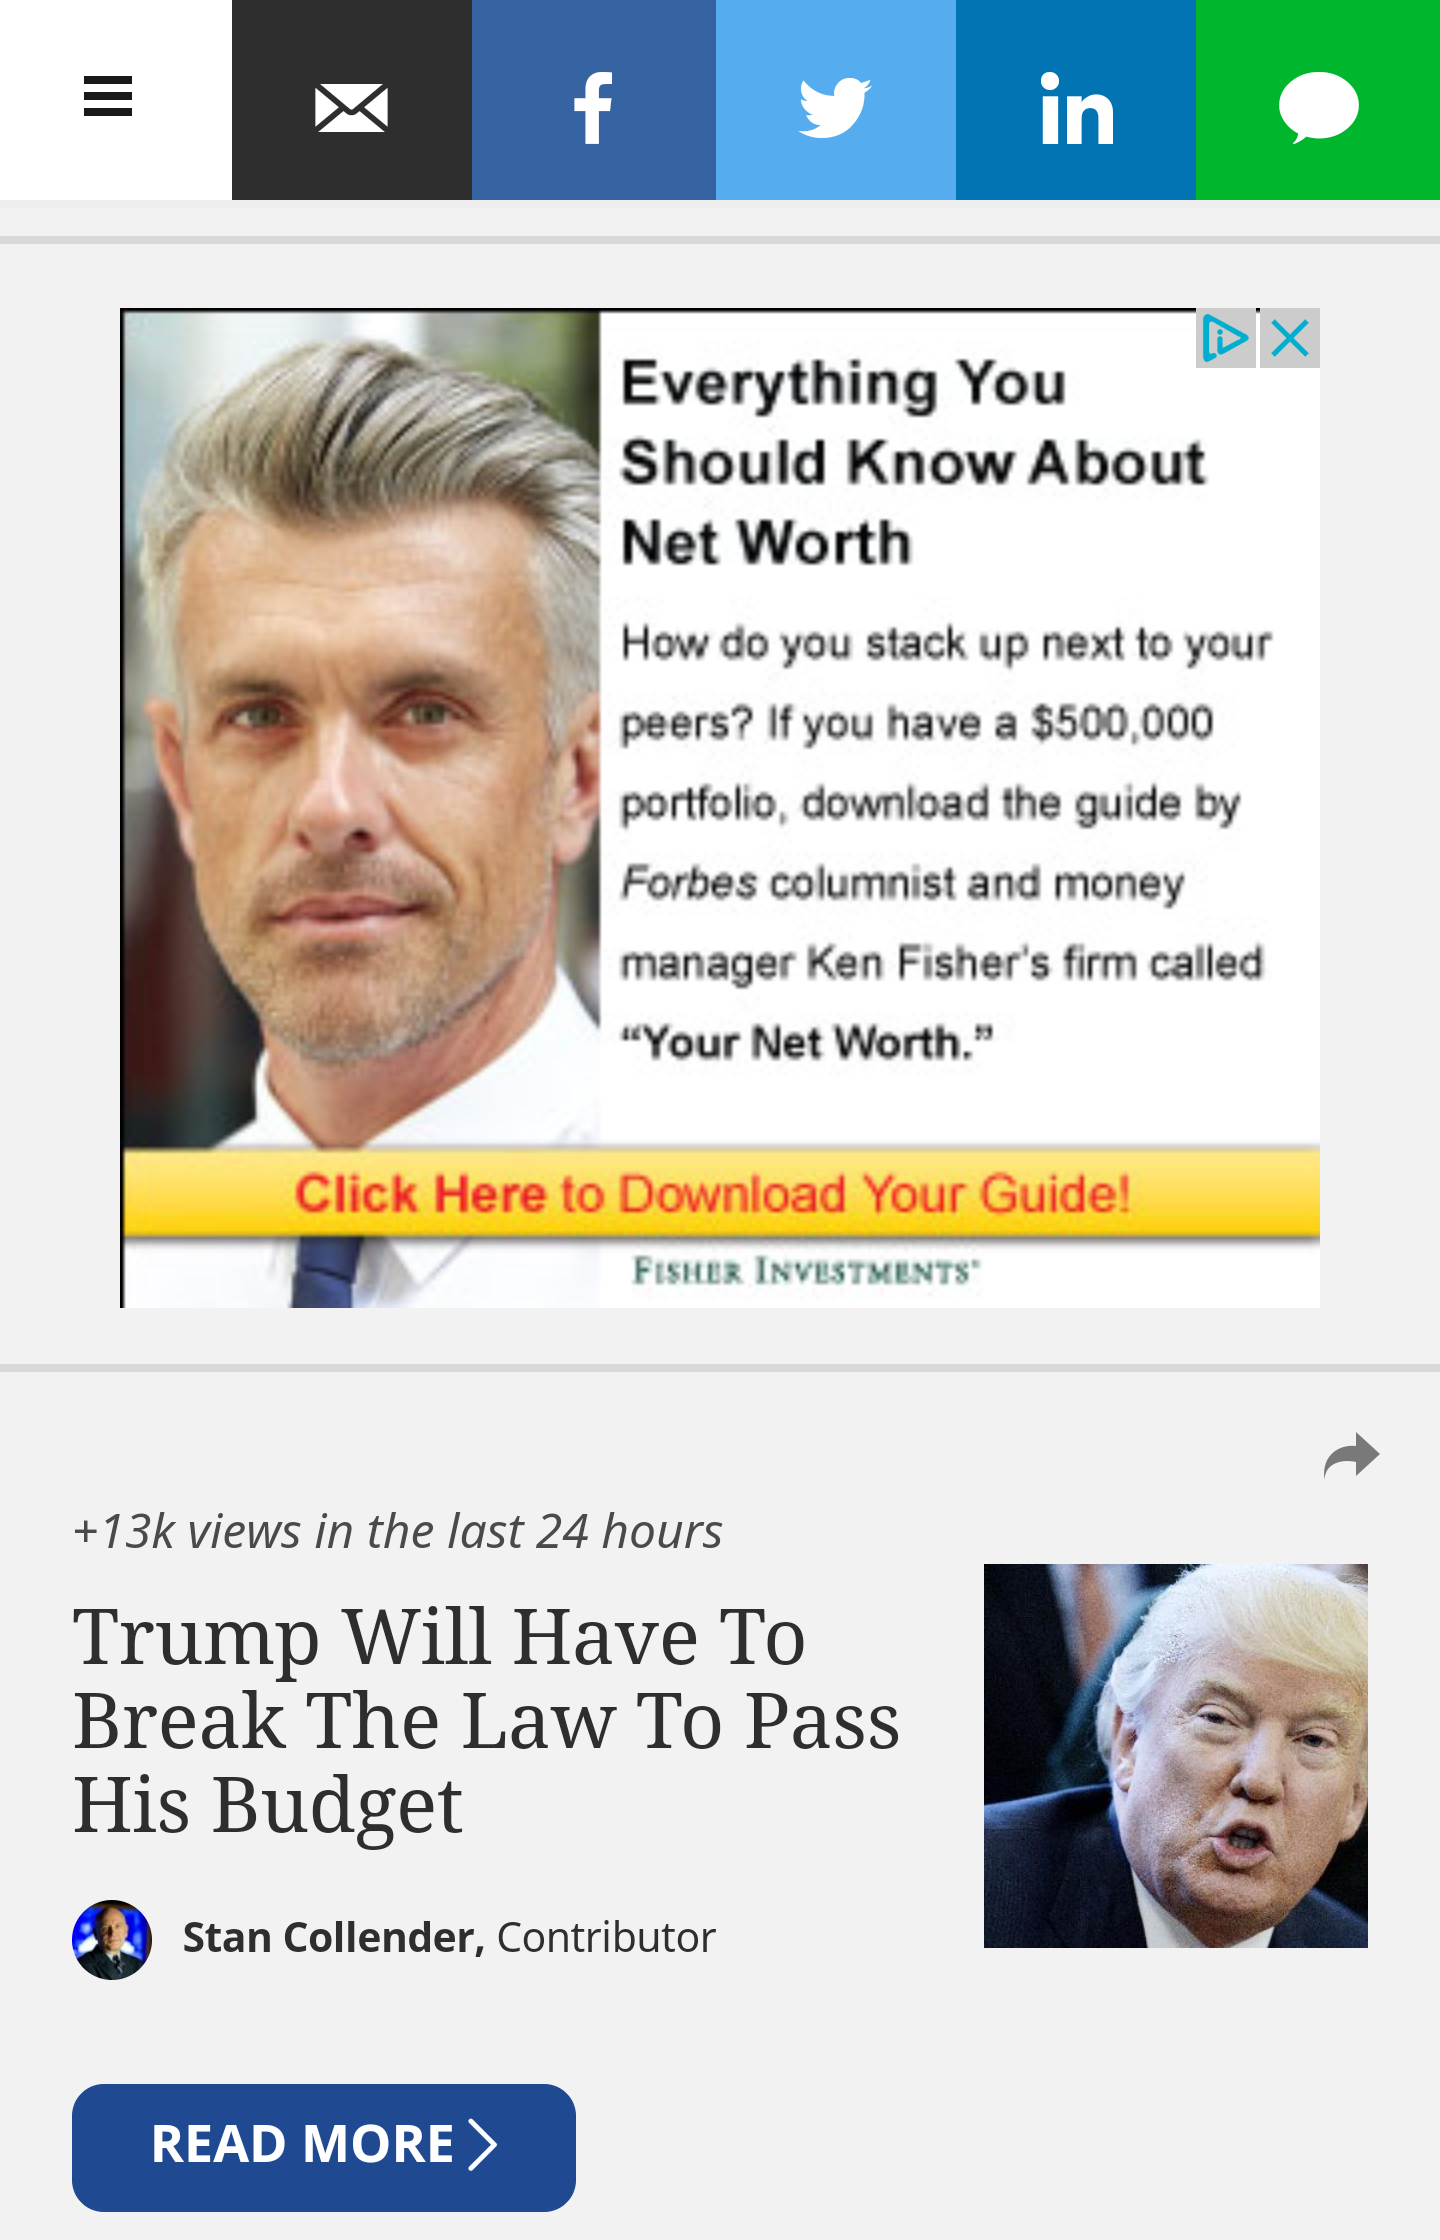 Everything You
Should Know About
Net Worth
How do you stack up next to your
peers? If you have a $500,000
portfolio, download the guide by
Forbes columnist and money
manager Ken Fisher's firm called
“Your Net Worth.”
Click Here to Download Your Guide!
FISHER INVESTMENTS
+13k views in the last 24 hours
Trump Will Have To
Break The Law To Pass
His Budget
Stan Collender, Contributor
READ MORE